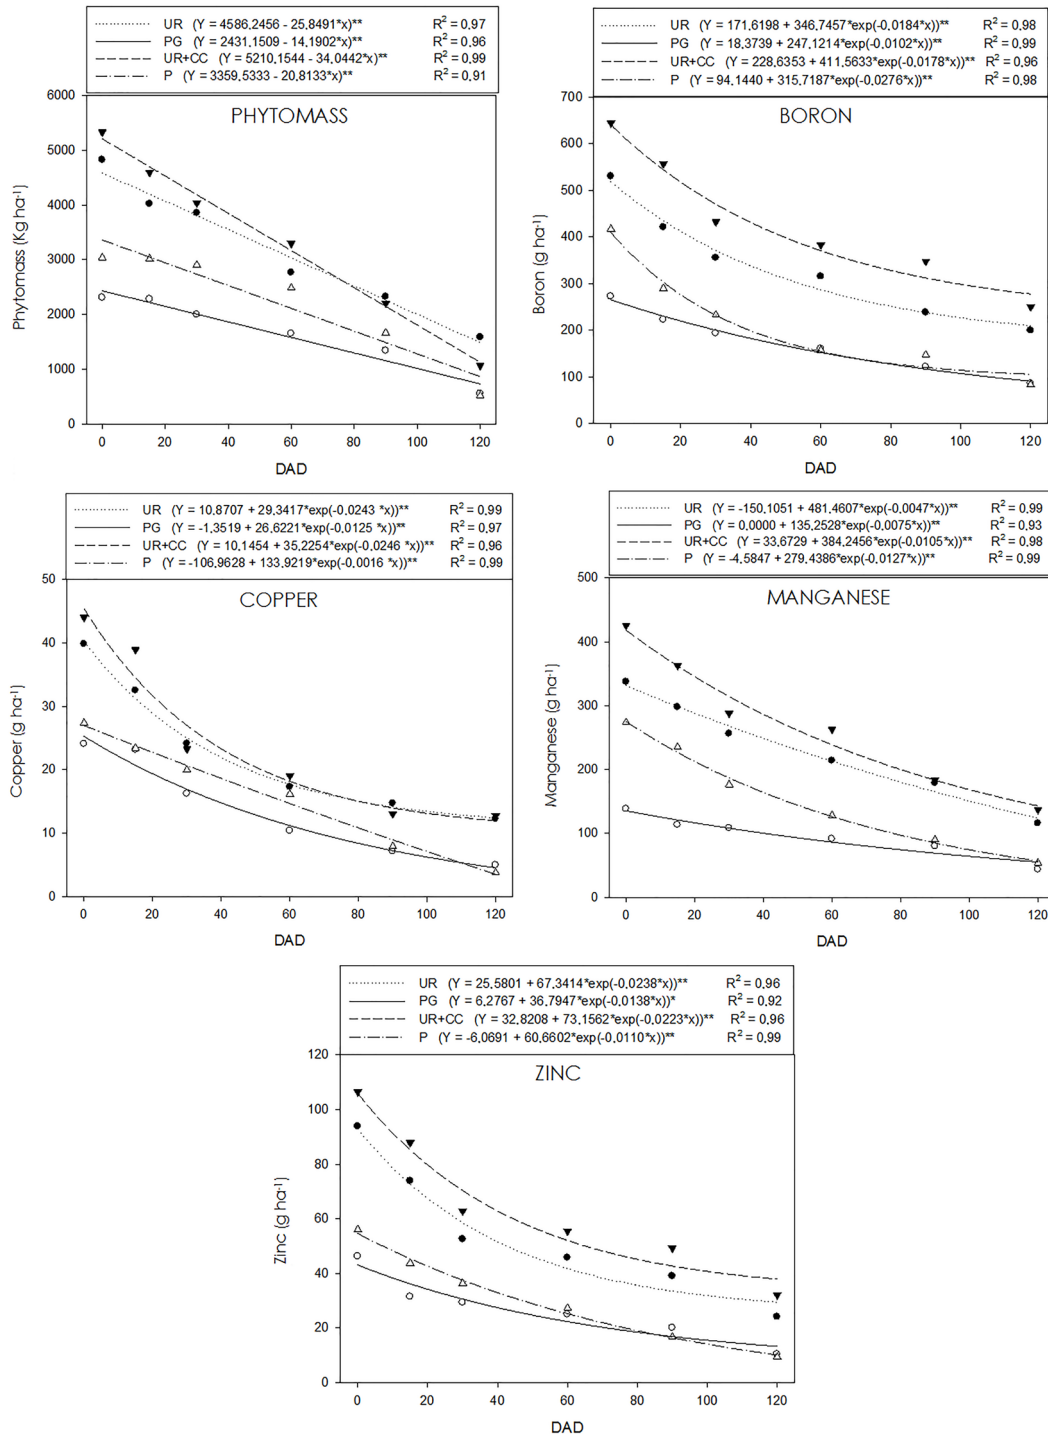 UR (Y = 4586.2456 - 25.8491*x)** R² = 0.97
PG (Y = 2431.1509 - 14.1902*x)** R² = 0.96
UR+CC (Y = 5210.1544 - 34.0442*x)** R² = 0.99
P (Y = 3359.5333 - 20.8133*x)** R² = 0.91
PHYTOMASS
Phytomass (Kg ha-¹)
6000
5000
4000
3000
2000
1000
0
0 20 40 60 80 100 120
DAD
UR (Y = 171.6198 + 346.7457*exp(-0.0184*x))** R² = 0.98
PG (Y = 18.3739 + 247.1214*exp(-0.0102*x))** R² = 0.99
UR+CC (Y = 228.6353 + 411.5633*exp(-0.0178*x))** R² = 0.96
P (Y = 94.1440 + 315.7187*exp(-0.0276*x))** R² = 0.98
BORON
Boron (g ha-¹)
700
600
500
400
300
200
100
0
0 20 40 60 80 100 120
DAD
UR (Y = 10.8707 + 29.3417*exp(-0.0243 *x))** R² = 0.99
PG (Y = -1.3519 + 26.6221*exp(-0.0125 *x))** R² = 0.97
UR+CC (Y = 10.1454 + 35.2254*exp(-0.0246 *x))** R² = 0.96
P (Y = -106.9628 + 133.9219*exp(-0.0016 *x))** R² = 0.99
COPPER
Copper (g ha-¹)
50
40
30
20
10
0
0 20 40 60 80 100 120
DAD
UR (Y = -150.1051 + 481.4607*exp(-0.0047*x))** R² = 0.99
PG (Y = 0.0000 + 135.2528*exp(-0.0075*x))** R² = 0.93
UR+CC (Y = 33.6729 + 384.2456*exp(-0.0105*x))** R² = 0.98
P (Y = -4.5847 + 279.4386*exp(-0.0127*x))** R² = 0.99
MANGANESE
Manganese (g ha-¹)
500
400
300
200
100
0
0 20 40 60 80 100 120
DAD
UR (Y = 25.5801 + 67.3414*exp(-0.0238*x))** R² = 0.96
PG (Y = 6.2767 + 36.7947*exp(-0.0138*x))* R² = 0.92
UR+CC (Y = 32.8208 + 73.1562*exp(-0.0223*x))** R² = 0.96
P (Y = -6.0691 + 60.6602*exp(-0.0110*x))** R² = 0.99
ZINC
Zinc (g ha-¹)
120
100
80
60
40
20
0
0 20 40 60 80 100 120
DAD